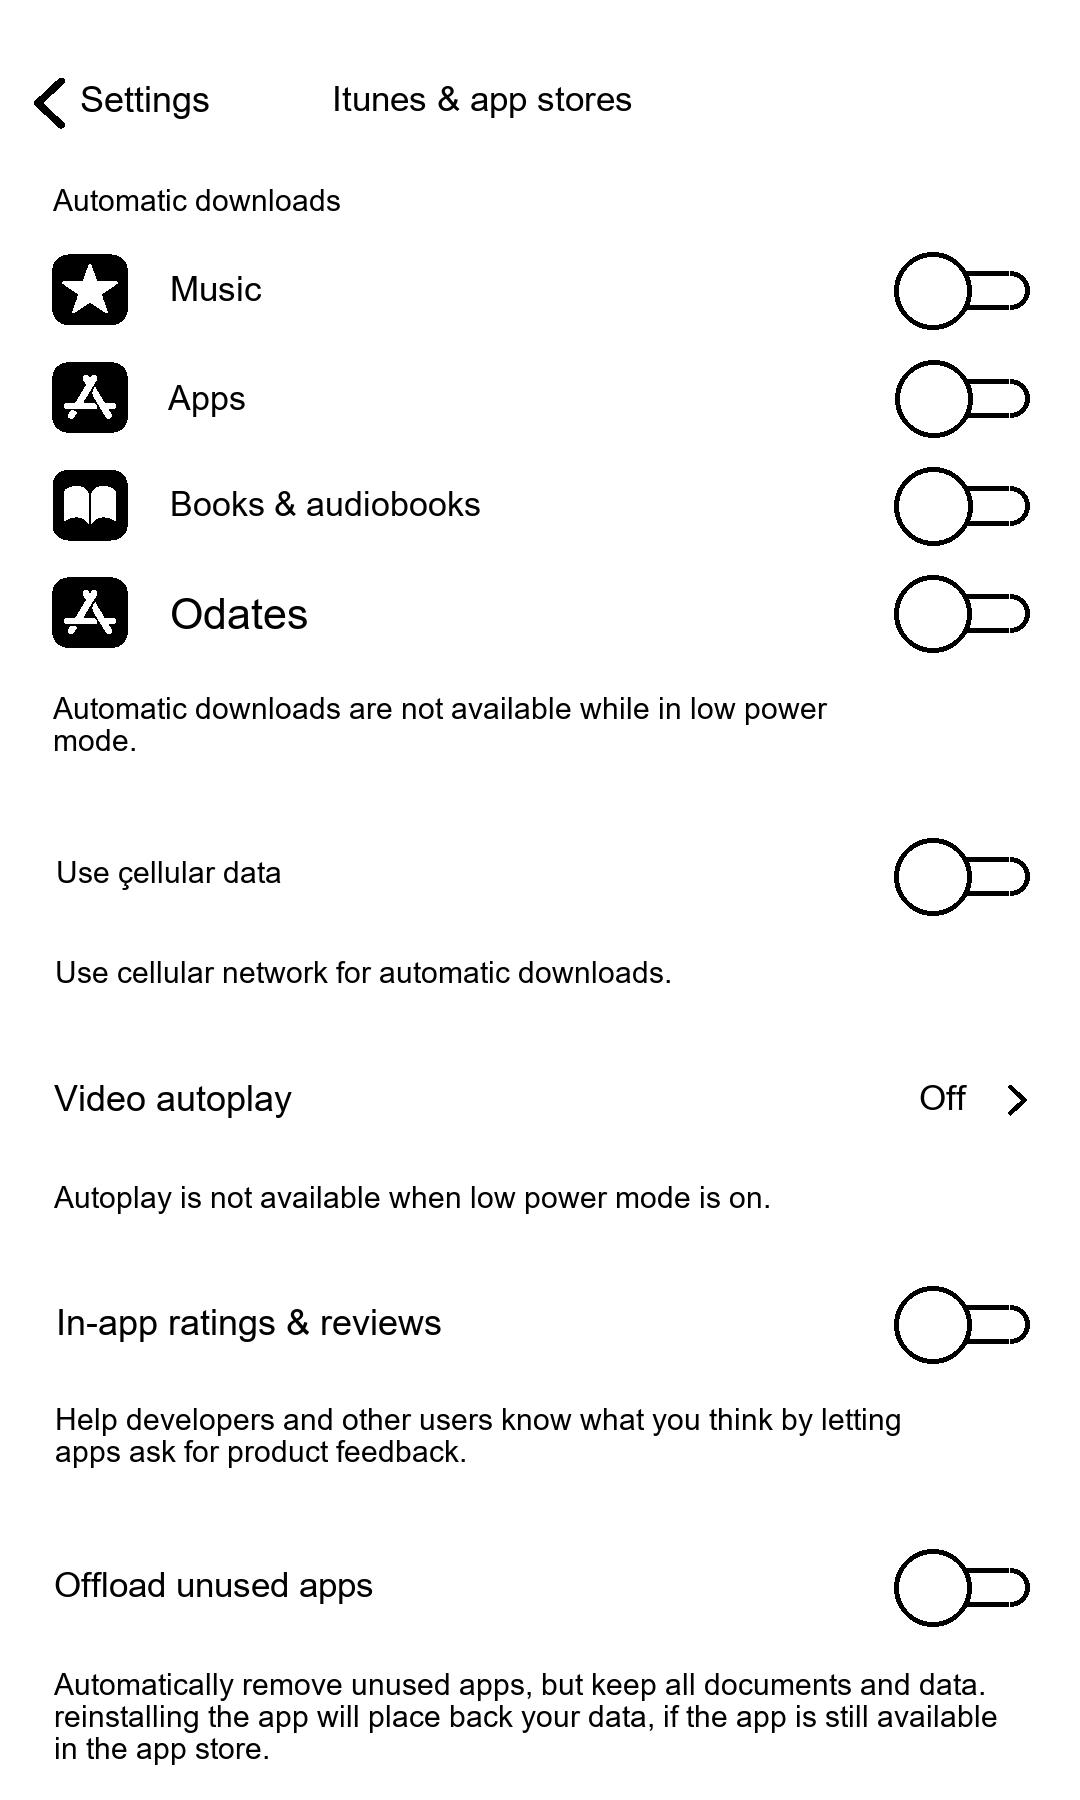 Settings
Itunes & app stores
Automatic downloads
Music
Apps
Books & audiobooks
Odates
Automatic downloads are not available while in low power
mode.
Use çellular data
Use cellular network for automatic downloads.
Video autoplay
Off
Autoplay is not available when low power mode is on.
In-app ratings & reviews
Help developers and other users know what you think by letting
apps ask for product feedback.
Offload unused apps
Automatically remove unused apps, but keep all documents and data.
reinstalling the app will place back your data, if the app is still available
in the app store.